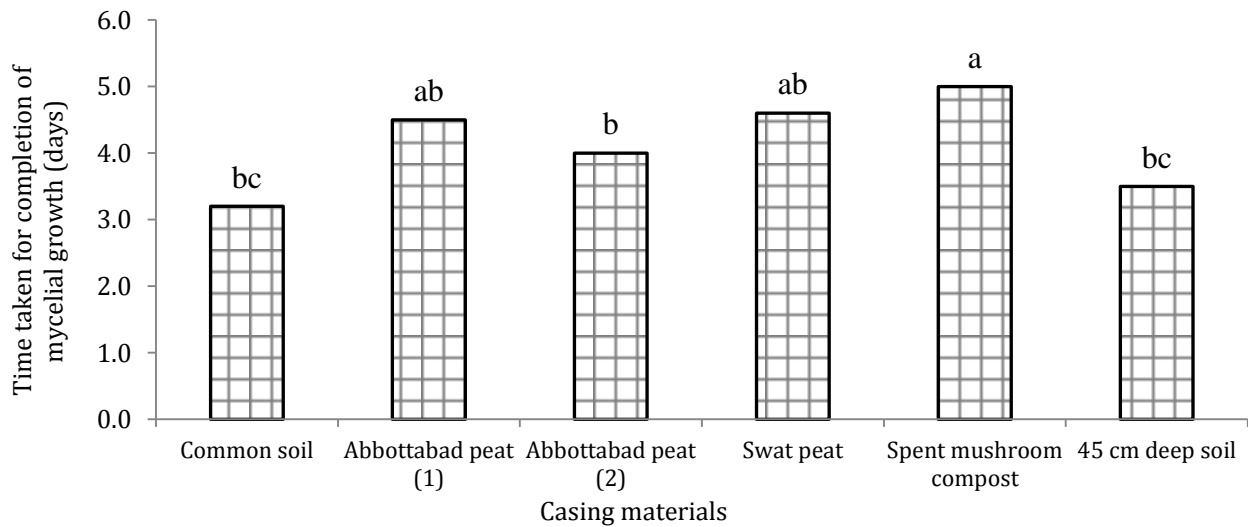 Time taken for completion of
mycelial growth (days)
6.0
5.0
4.0
3.0
2.0
1.0
0.0
bc
ab
b
ab
a
bc
Common soil
Abbottabad peat
(1)
Abbottabad peat
(2)
Swat peat
Spent mushroom
compost
45 cm deep soil
Casing materials